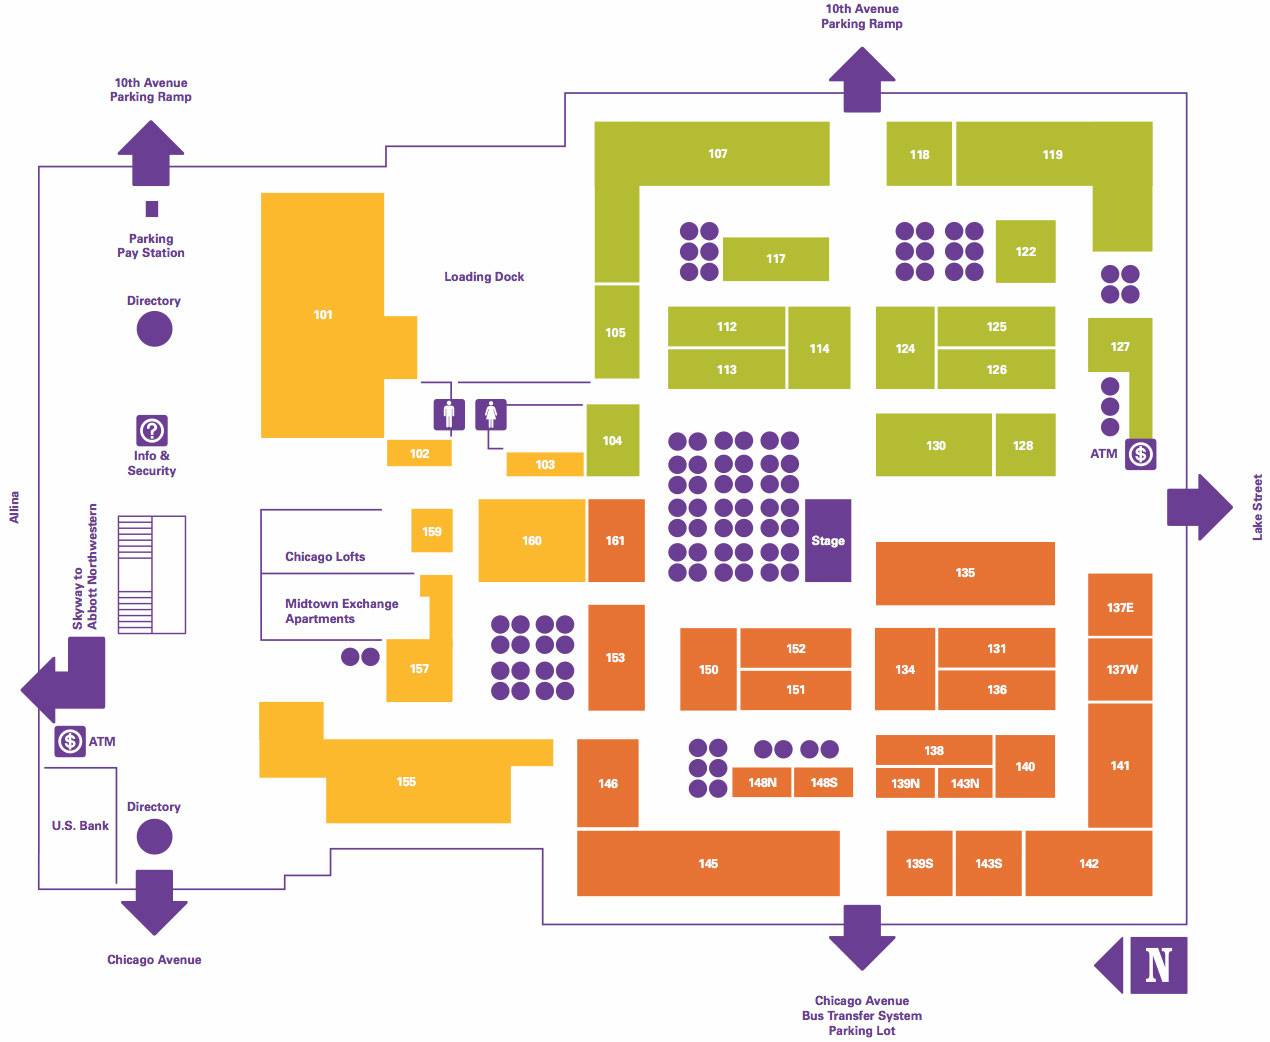 10th Avenue
Parking Ramp
10th Avenue
Parking Ramp
107
118
119
Parking
Pay Station
117
122
Loading Dock
Directory
101
105
112
113
114
124
125
126
127
104
102
103
130
128
ATM
Info &
Security
Allina
Skyway to
Abbott Northwestern
Lake Street
Chicago Lofts
159
160
161
Stage
135
Midtown Exchange
Apartments
157
153
150
152
151
134
131
136
137E
137W
ATM
155
146
148N
148S
138
139N
143N
140
141
U.S. Bank
Directory
145
139S
143S
142
Chicago Avenue
N
Chicago Avenue
Bus Transfer System
Parking Lot